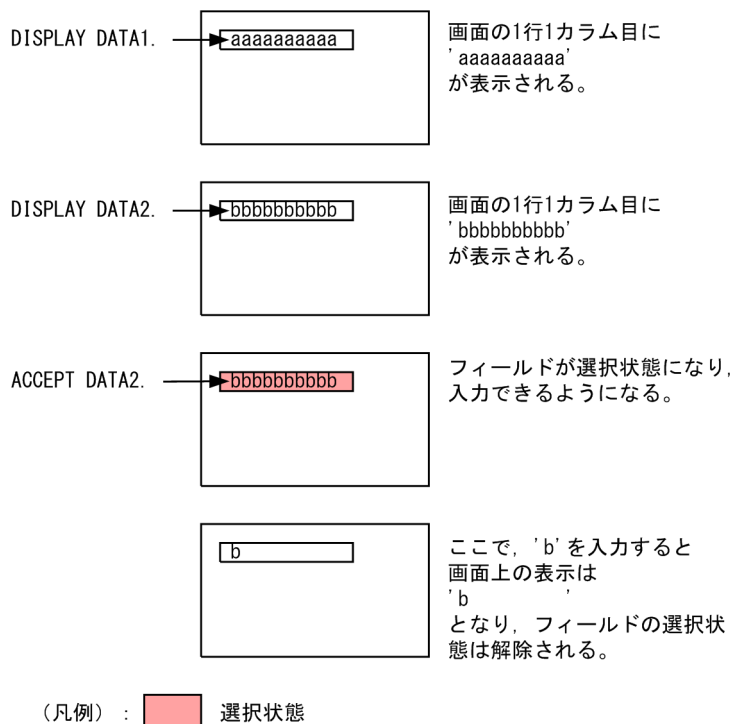 DISPLAY DATA1.
aaaaaaaaaa
画面の1行1カラム目に
'aaaaaaaaaa'
が表示される。
DISPLAY DATA2.
bbbbbbbbbb
画面の1行1カラム目に
'bbbbbbbbbb'
が表示される。
ACCEPT DATA2.
bbbbbbbbbb
フィールドが選択状態になり,
入力できるようになる。
b
ここで, 'b'を入力すると
画面上の表示は
'b         '
となり, フィールドの選択状
態は解除される。
(凡例) : 選択状態